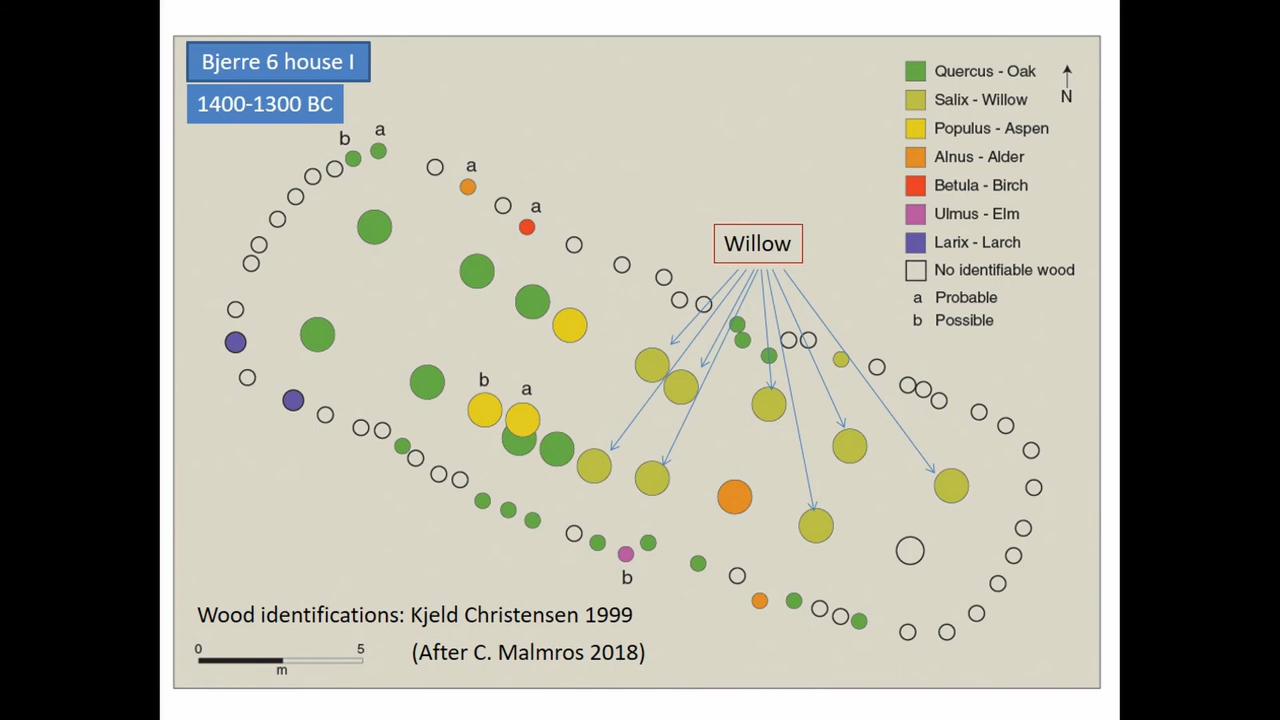 Bjerre 6 house I
1400-1300 BC
Quercus - Oak
Salix - Willow
Populus - Aspen
Alnus - Alder
Betula - Birch
Ulmus - Elm
Larix - Larch
No identifiable wood
a Probable
b Possible
N
b
a
a
a
Willow
b
a
b
Wood identifications: Kjeld Christensen 1999
(After C. Malmros 2018)
0 5
m